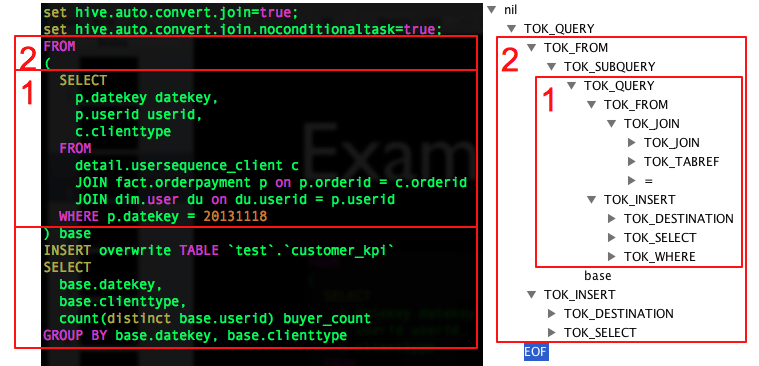 set hive.auto.convert.join=true;
set hive.auto.convert.join.noconditionaltask=true;
2
FROM
(
1
SELECT
p.datekey datekey,
p.userid userid,
c.clienttype
FROM
detail.usersequence_client c
JOIN fact.orderpayment p on p.orderid = c.orderid
JOIN dim.user du on du.userid = p.userid
WHERE p.datekey = 20131118
) base
INSERT overwrite TABLE `test`.`customer_kpi`
SELECT
base.datekey,
base.clienttype,
count(distinct base.userid) buyer_count
GROUP BY base.datekey, base.clienttype
Exam
nil
TOK_QUERY
2
TOK_FROM
TOK_SUBQUERY
1
TOK_QUERY
TOK_FROM
TOK_JOIN
TOK_JOIN
TOK_TABREF
=
TOK_INSERT
TOK_DESTINATION
TOK_SELECT
TOK_WHERE
base
TOK_INSERT
TOK_DESTINATION
TOK_SELECT
EOF